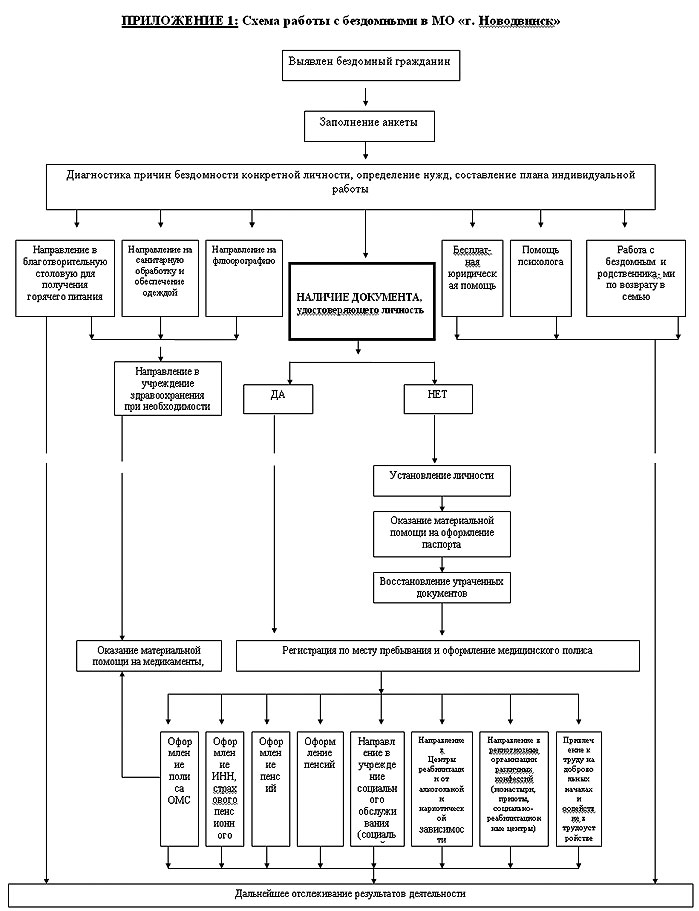 ПРИЛОЖЕНИЕ 1: Схема работы с бездомными в МО «г. Новодвинск»
Выявлен бездомный гражданин
Заполнение анкеты
Диагностика причин бездомности конкретной личности, определение нужд, составление плана индивидуальной
работы
Направление в
благотворительную
столовую для
получения
горячего питания
Направление на
санитарную
обработку и
обеспечение
одеждой
Направление на
флюорографию
НАЛИЧИЕ ДОКУМЕНТА,
удостоверяющего личность
Бесплат-
ная
юридическ
ая помощь
Помощь
психолога
Работа с
бездомным и
родственника- ми
по возврату в
семью
Направление в
учреждение
здравоохранения
при необходимости
ДА
НЕТ
Установление личности
Оказание материальной
помощи на оформление
паспорта
Восстановление утраченных
документов
Оказание материальной
помощи на медикаменты,
Регистрация по месту пребывания и оформление медицинского полиса
Офор
млен
ие
поли
са
ОМС
Офор
млен
ие
ИНН,
страх
ового
пенс
ионн
ого
Офор
млен
ие
пенс
ий
Оформ
ление
пенсий
Направл
ение в
учрежде
ние
социаль
ного
обслужи
вания
(социаль
Направление
в
Центры
реабилитаци
и от
алкогольной
и
наркотическ
ой
зависимос
ти
Направление в
религиозные
организации
различных
конфессий
(монастыри,
приюты,
социально-
реабилитацион
ные центры)
Привлеч
ение к
труду на
доброво
льных
началах
и
содейств
ие в
трудоуст
ройстве
Дальнейшее отслеживание результатов деятельности